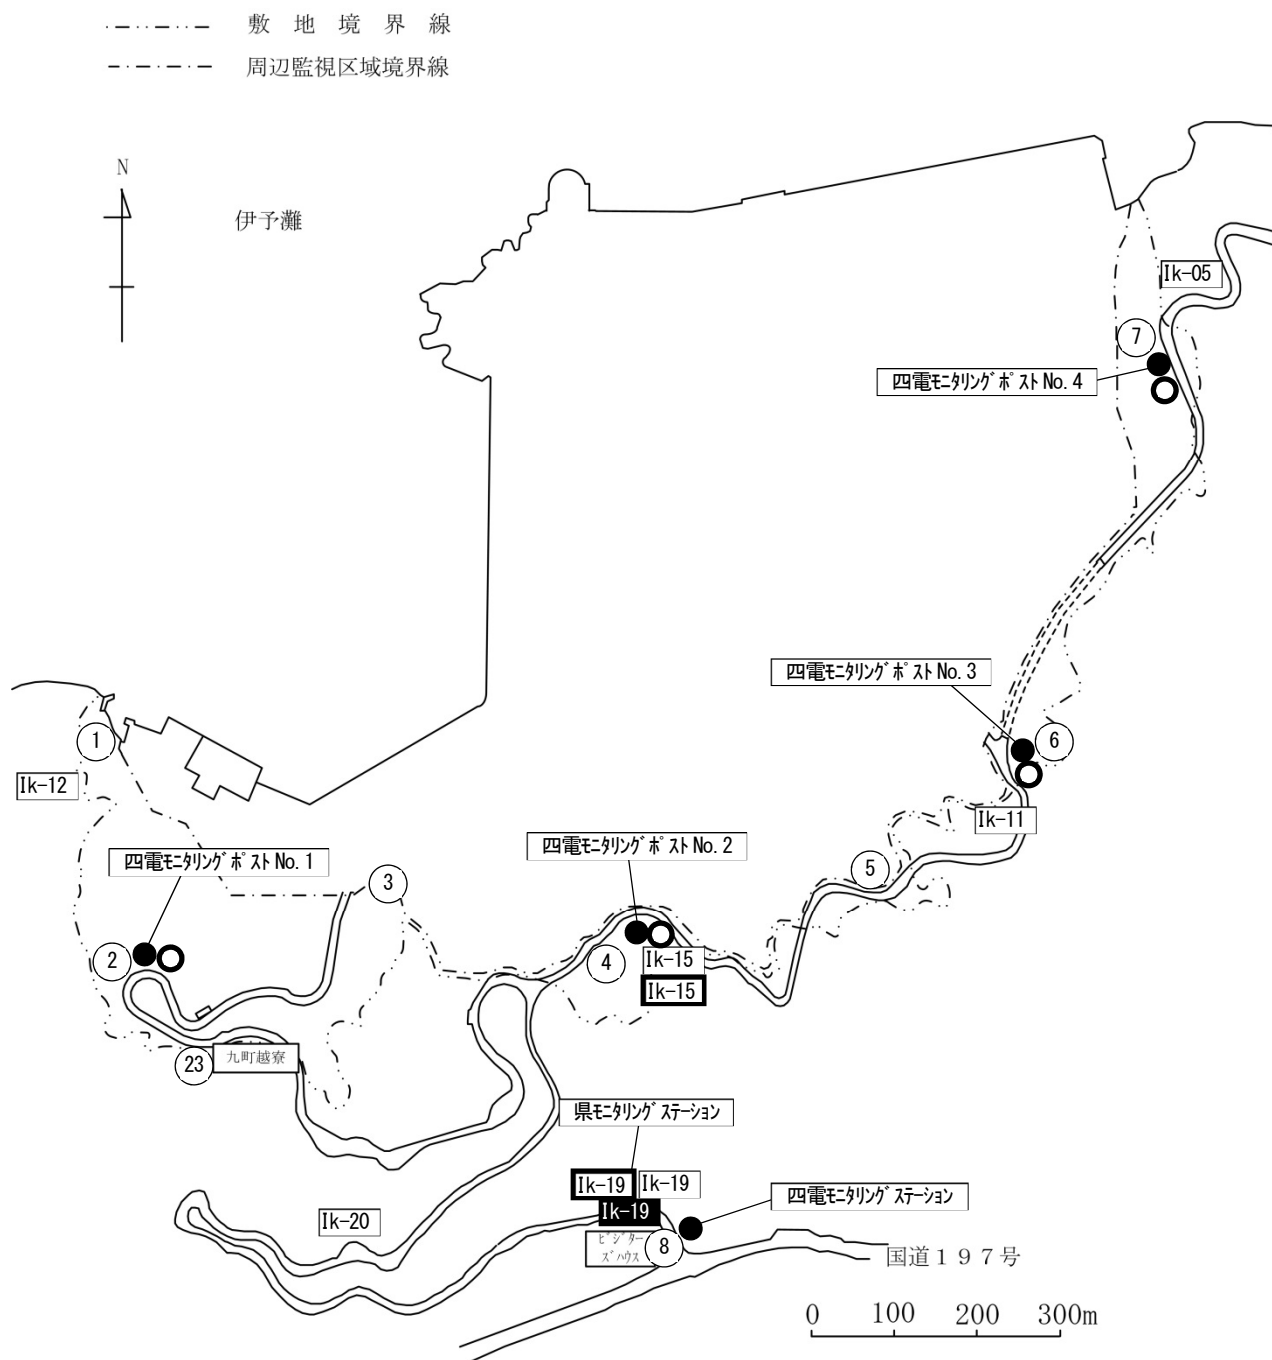 敷地境界線
周辺監視区域境界線
N
伊予灘
Ik-05
7
四電ﾓﾆﾀﾘﾝｸﾞﾎﾟｽﾄNo.4
四電ﾓﾆﾀﾘﾝｸﾞﾎﾟｽﾄNo.3
6
1
Ik-12
Ik-11
四電ﾓﾆﾀﾘﾝｸﾞﾎﾟｽﾄNo.1
四電ﾓﾆﾀﾘﾝｸﾞﾎﾟｽﾄNo.2
5
3
2
4
Ik-15
Ik-15
23
九町越寮
県ﾓﾆﾀﾘﾝｸﾞｽﾃｰｼｮﾝ
Ik-19
Ik-19
四電ﾓﾆﾀﾘﾝｸﾞｽﾃｰｼｮﾝ
Ik-20
Ik-19
ﾋﾞｼﾞﾀｰ
ｽﾞﾊｳｽ
8
国道１９７号
0 100 200 300m